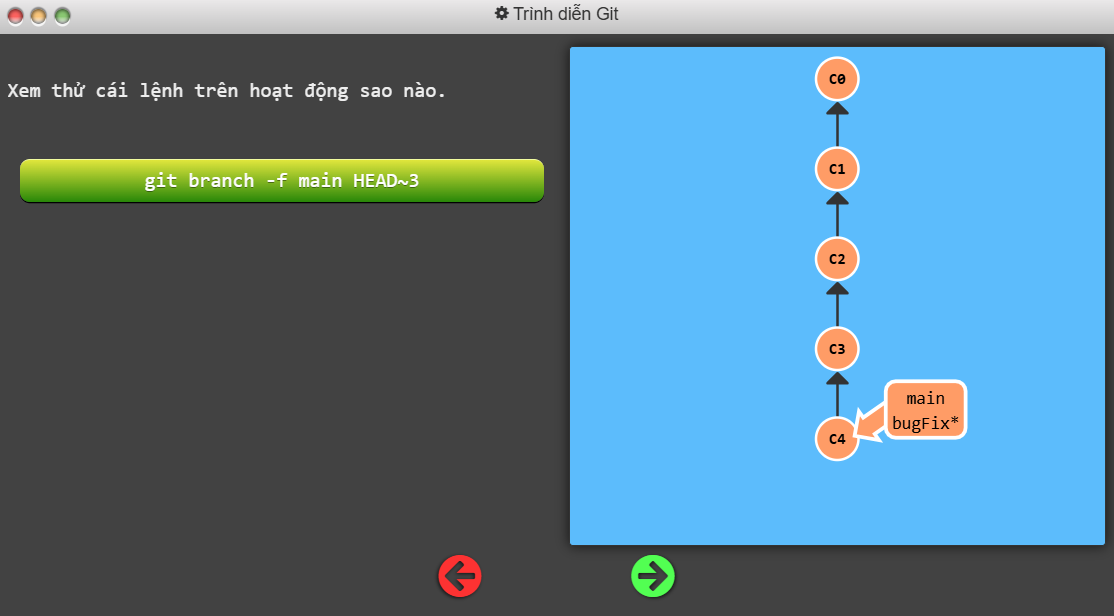 Trình diễn Git
Xem thử cái lệnh trên hoạt động sao nào.
git branch -f main HEAD~3
C0
C1
C2
C3
main
bugFix*
C4